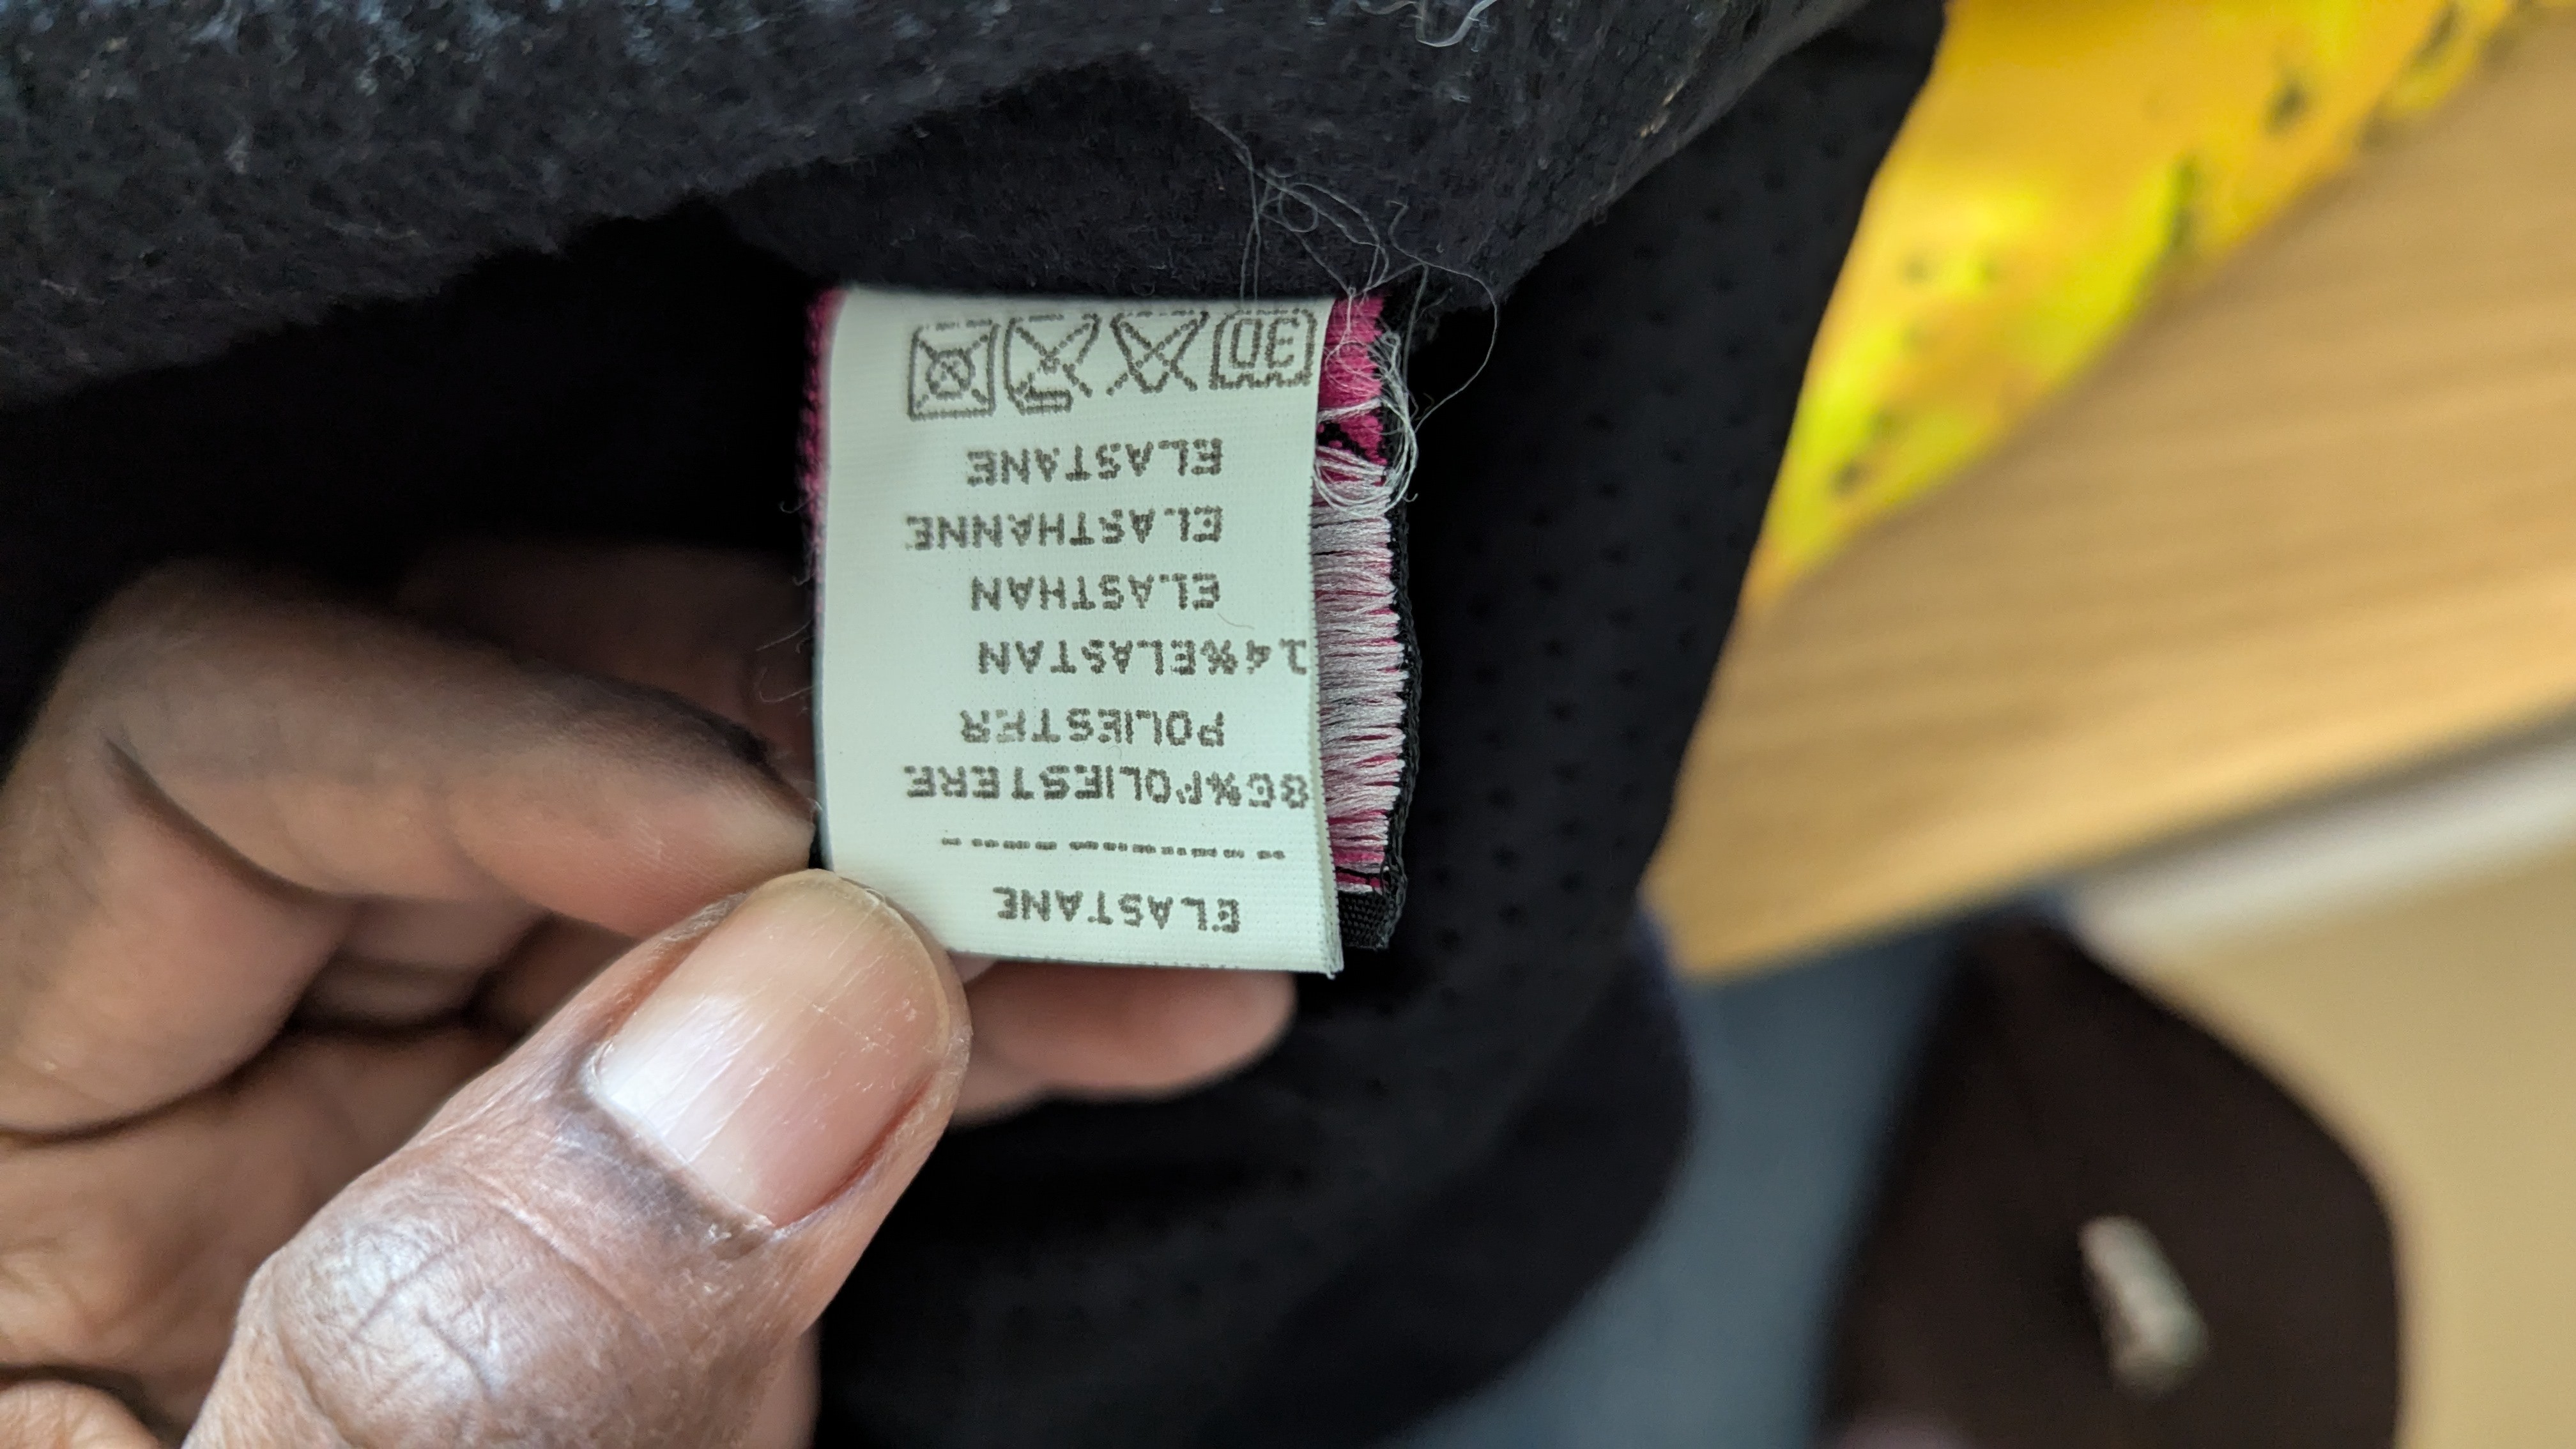 ELASTANE
---------------------
86%POLIESTERE
POLIESTER
14%ELASTAN
ELASTHAN
ELASTHANNE
ELASTANE
30